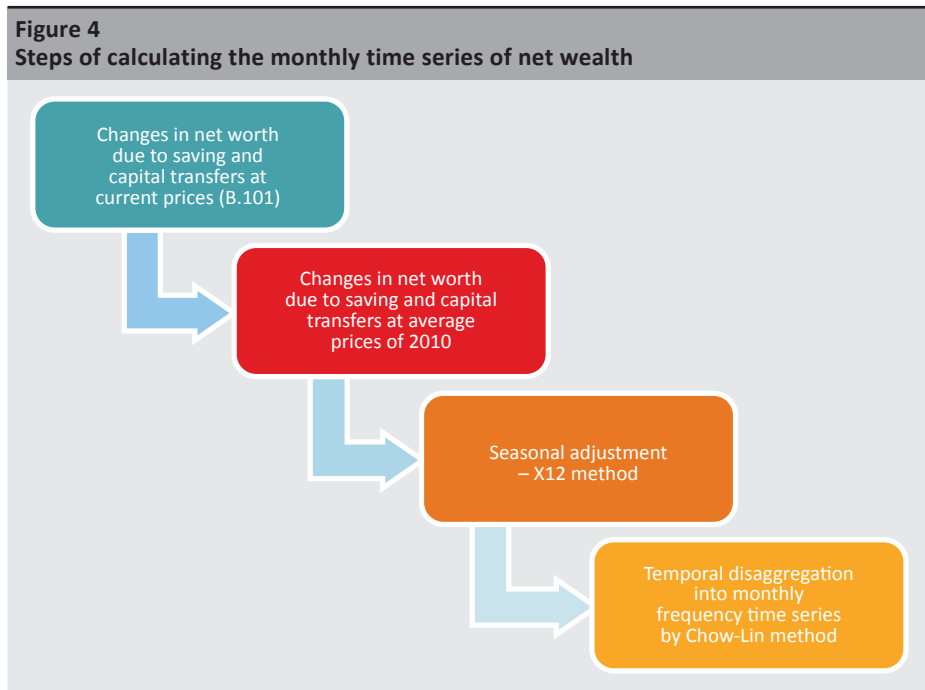 Figure 4
Steps of calculating the monthly time series of net wealth
Changes in net worth
due to saving and
capital transfers at
current prices (B.101)
Changes in net worth
due to saving and capital
transfers at average
prices of 2010
Seasonal adjustment
– X12 method
Temporal disaggregation
into monthly
frequency time series
by Chow-Lin method